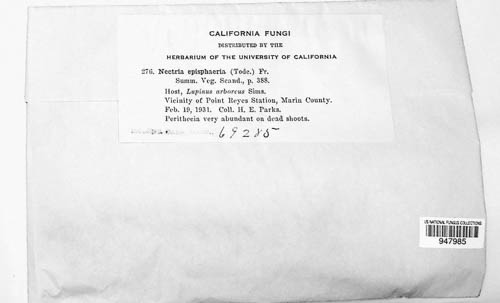 CALIFORNIA FUNGI
DISTRIBUTED BY THE
HERBARIUM OF THE UNIVERSITY OF CALIFORNIA
276. Nectria episphaeria (Tode.) Fr.
Summ. Veg. Scand., p. 388.
Host, Lupinus arboreus Sims.
Vicinity of Point Reyes Station, Marin County.
Feb. 19, 1931. Coll. H. E. Parks.
Perithecia very abundant on dead shoots.
69285
US NATIONAL FUNGUS COLLECTIONS
947985